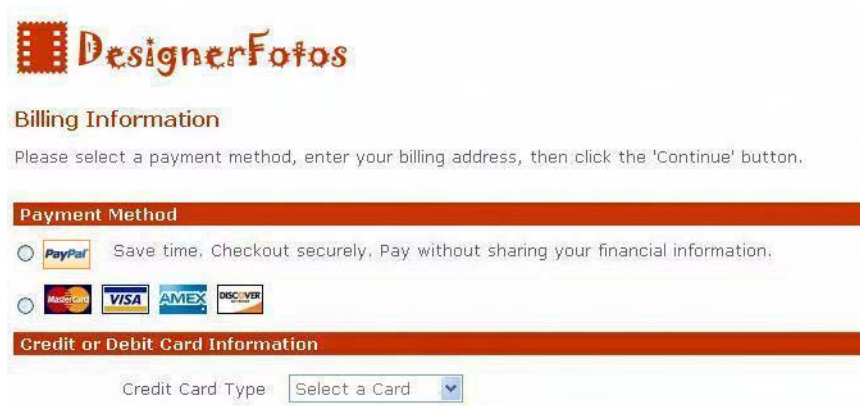 DesignerFotos
Billing Information
Please select a payment method, enter your billing address, then click the 'Continue' button.
Payment Method
PayPal Save time. Checkout securely. Pay without sharing your financial information.
MasterCard VISA AMEX DISCOVER
Credit or Debit Card Information
Credit Card Type Select a Card